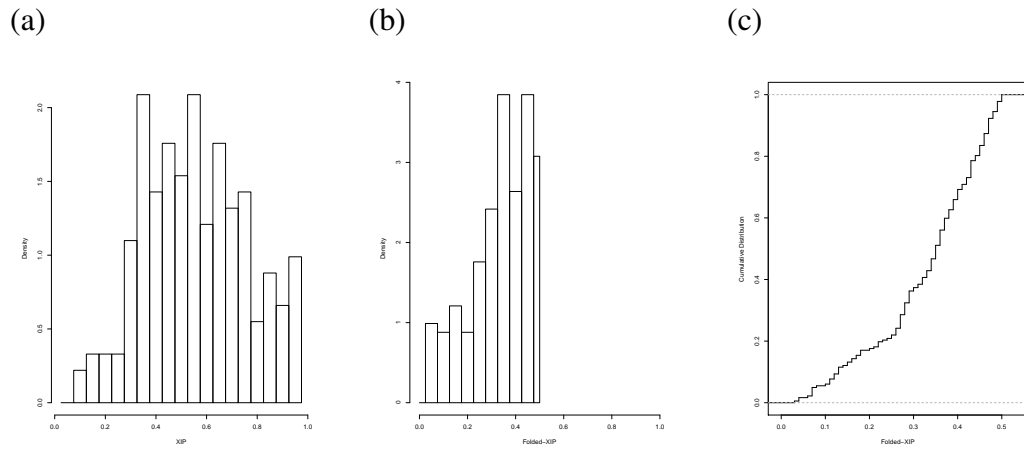 (a)
(b)
(c)
Density
0.0
0.5
1.0
1.5
2.0
0.0 0.2 0.4 0.6 0.8 1.0
XIP
Density
0
1
2
3
4
0.0 0.2 0.4 0.6 0.8 1.0
Folded−XIP
Cumulative Distribution
0.0
0.2
0.4
0.6
0.8
1.0
0.0 0.1 0.2 0.3 0.4 0.5
Folded−XIP